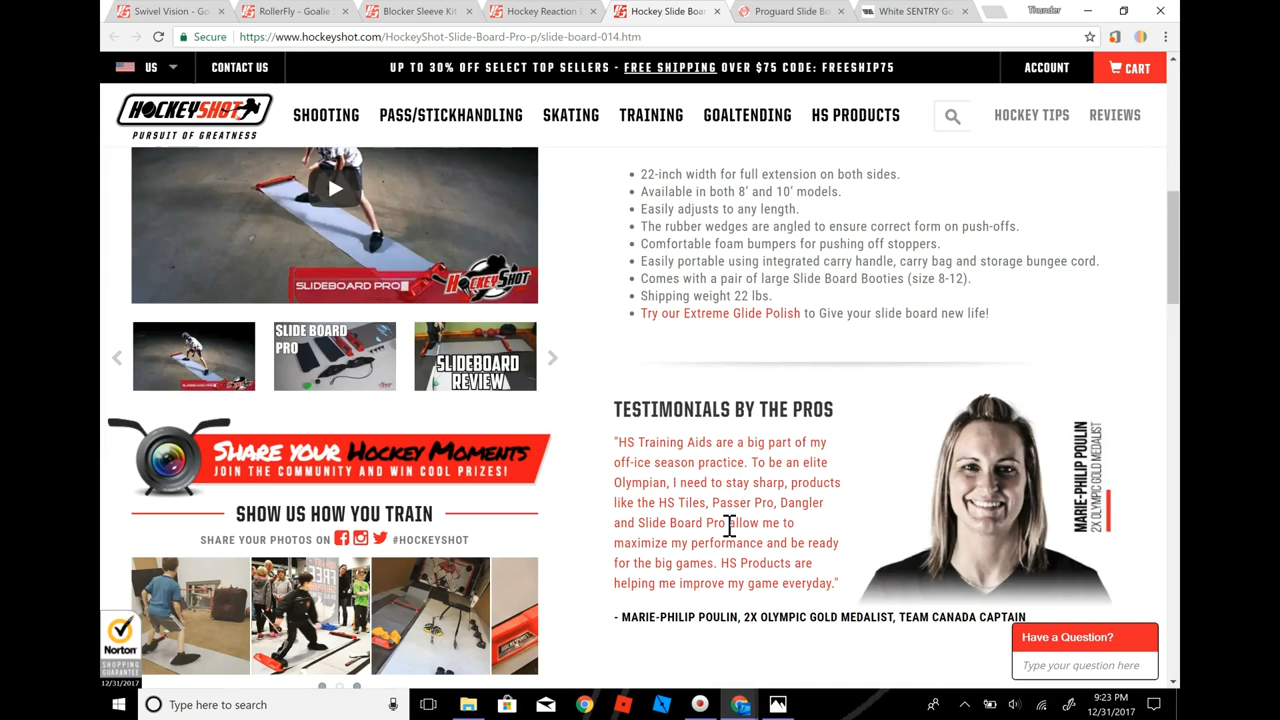 Swivel Vision - Go
RollerFly - Goalie
Blocker Sleeve Kit
Hockey Reaction
Hockey Slide Boa
Proguard Slide B
White SENTRY Go
Thunder
Secure
https://www.hockeyshot.com/HockeyShot-Slide-Board-Pro-p/slide-board-014.htm
US
CONTACT US
UP TO 30% OFF SELECT TOP SELLERS - FREE SHIPPING OVER $75 CODE: FREESHIP75
ACCOUNT
CART
HOCKEYSHOT
PURSUIT OF GREATNESS
SHOOTING
PASS/STICKHANDLING
SKATING
TRAINING
GOALTENDING
HS PRODUCTS
HOCKEY TIPS
REVIEWS
SLIDEBOARD PRO
HOCKEYSHOT
22-inch width for full extension on both sides.
Available in both 8' and 10' models.
Easily adjusts to any length.
The rubber wedges are angled to ensure correct form on push-offs.
Comfortable foam bumpers for pushing off stoppers.
Easily portable using integrated carry handle, carry bag and storage bungee cord.
Comes with a pair of large Slide Board Booties (size 8-12).
Shipping weight 22 lbs.
Try our Extreme Glide Polish to Give your slide board new life!
SLIDE BOARD
PRO
SLIDEBOARD
REVIEW
SHARE YOUR HOCKEY MOMENTS
JOIN THE COMMUNITY AND WIN COOL PRIZES!
SHOW US HOW YOU TRAIN
SHARE YOUR PHOTOS ON #HOCKEYSHOT
TESTIMONIALS BY THE PROS
"HS Training Aids are a big part of my
off-ice season practice. To be an elite
Olympian, I need to stay sharp, products
like the HS Tiles, Passer Pro, Dangler
and Slide Board Pro allow me to
maximize my performance and be ready
for the big games. HS Products are
helping me improve my game everyday."
- MARIE-PHILIP POULIN, 2X OLYMPIC GOLD MEDALIST, TEAM CANADA CAPTAIN
MARIE-PHILIP POULIN
2X OLYMPIC GOLD MEDALIST
Norton
SHOPPING
GUARANTEE
12/31/2017
Have a Question?
Type your question here
Type here to search
9:23 PM
12/31/2017